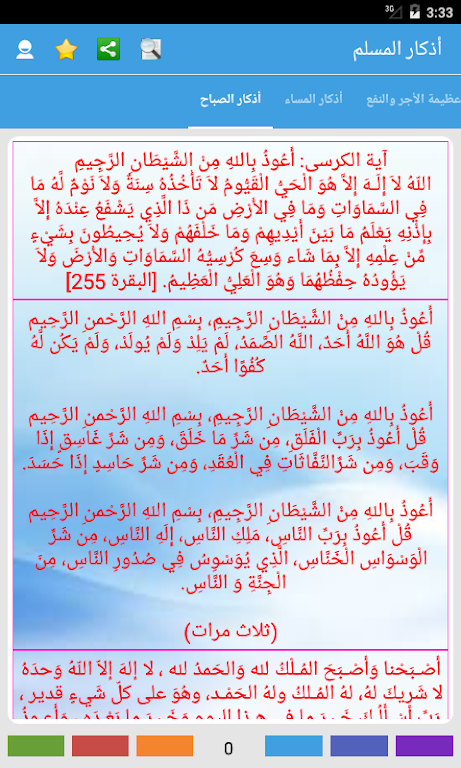 3G 3:33
أذكار المسلم
أذكار الصباح أذكار المساء عظيمة الأجر والنفع
آية الكرسى: أَعُوذُ بِاللهِ مِنْ الشَّيْطَانِ الرَّجِيمِ
اللّهُ لاَ إِلَـهَ إِلاَّ هُوَ الْحَيُّ الْقَيُّومُ لاَ تَأْخُذُهُ سِنَةٌ وَلاَ نَوْمٌ لَّهُ مَا
فِي السَّمَاوَاتِ وَمَا فِي الأَرْضِ مَن ذَا الَّذِي يَشْفَعُ عِنْدَهُ إِلاَّ
بِإِذْنِهِ يَعْلَمُ مَا بَيْنَ أَيْدِيهِمْ وَمَا خَلْفَهُمْ وَلاَ يُحِيطُونَ بِشَيْءٍ
مِّنْ عِلْمِهِ إِلاَّ بِمَا شَاء وَسِعَ كُرْسِيُّهُ السَّمَاوَاتِ وَالأَرْضَ وَلاَ
يَؤُودُهُ حِفْظُهُمَا وَهُوَ الْعَلِيُّ الْعَظِيمُ. [البقرة 255]
أَعُوذُ بِاللهِ مِنْ الشَّيْطَانِ الرَّجِيمِ، بِسْمِ اللهِ الرَّحْمنِ الرَّحِيم
قُلْ هُوَ اللَّهُ أَحَدٌ، اللَّهُ الصَّمَدُ، لَمْ يَلِدْ وَلَمْ يُولَدْ، وَلَمْ يَكُن لَّهُ
كُفُوًا أَحَدٌ.
أَعُوذُ بِاللهِ مِنْ الشَّيْطَانِ الرَّجِيمِ، بِسْمِ اللهِ الرَّحْمنِ الرَّحِيم
قُلْ أَعُوذُ بِرَبِّ الْفَلَقِ، مِن شَرِّ مَا خَلَقَ، وَمِن شَرِّ غَاسِقٍ إِذَا
وَقَبَ، وَمِن شَرِّ النَّفَّاثَاتِ فِي الْعُقَدِ، وَمِن شَرِّ حَاسِدٍ إِذَا حَسَدَ.
أَعُوذُ بِاللهِ مِنْ الشَّيْطَانِ الرَّجِيمِ، بِسْمِ اللهِ الرَّحْمنِ الرَّحِيم
قُلْ أَعُوذُ بِرَبِّ النَّاسِ، مَلِكِ النَّاسِ، إِلَهِ النَّاسِ، مِن شَرِّ
الْوَسْوَاسِ الْخَنَّاسِ، الَّذِي يُوَسْوِسُ فِي صُدُورِ النَّاسِ، مِنَ
الْجِنَّةِ وَ النَّاسِ.
(ثلاث مرات)
أَصْبَحْنا وَأَصْبَحَ المُـلْكُ لله وَالحَمدُ لله ، لا إلهَ إلاّ اللّهُ وَحدَهُ
لا شَريكَ لهُ، لهُ المُـلكُ ولهُ الحَمْـد، وهُوَ على كلّ شَيءٍ قدير ،
0